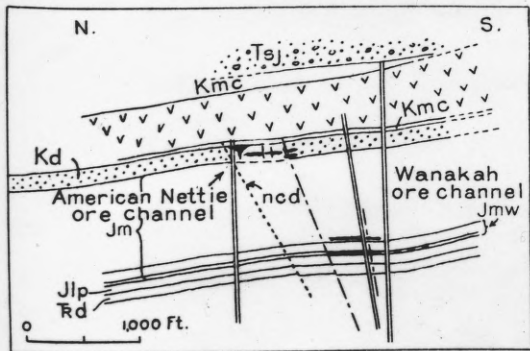 N.
S.
Tsj
Kmc
Kmc
Kd
American Nettie
ore channel
ncd
Wanakah
ore channel
Jmw
Jm
Jlp
Ꞃd
0
1,000 Ft.